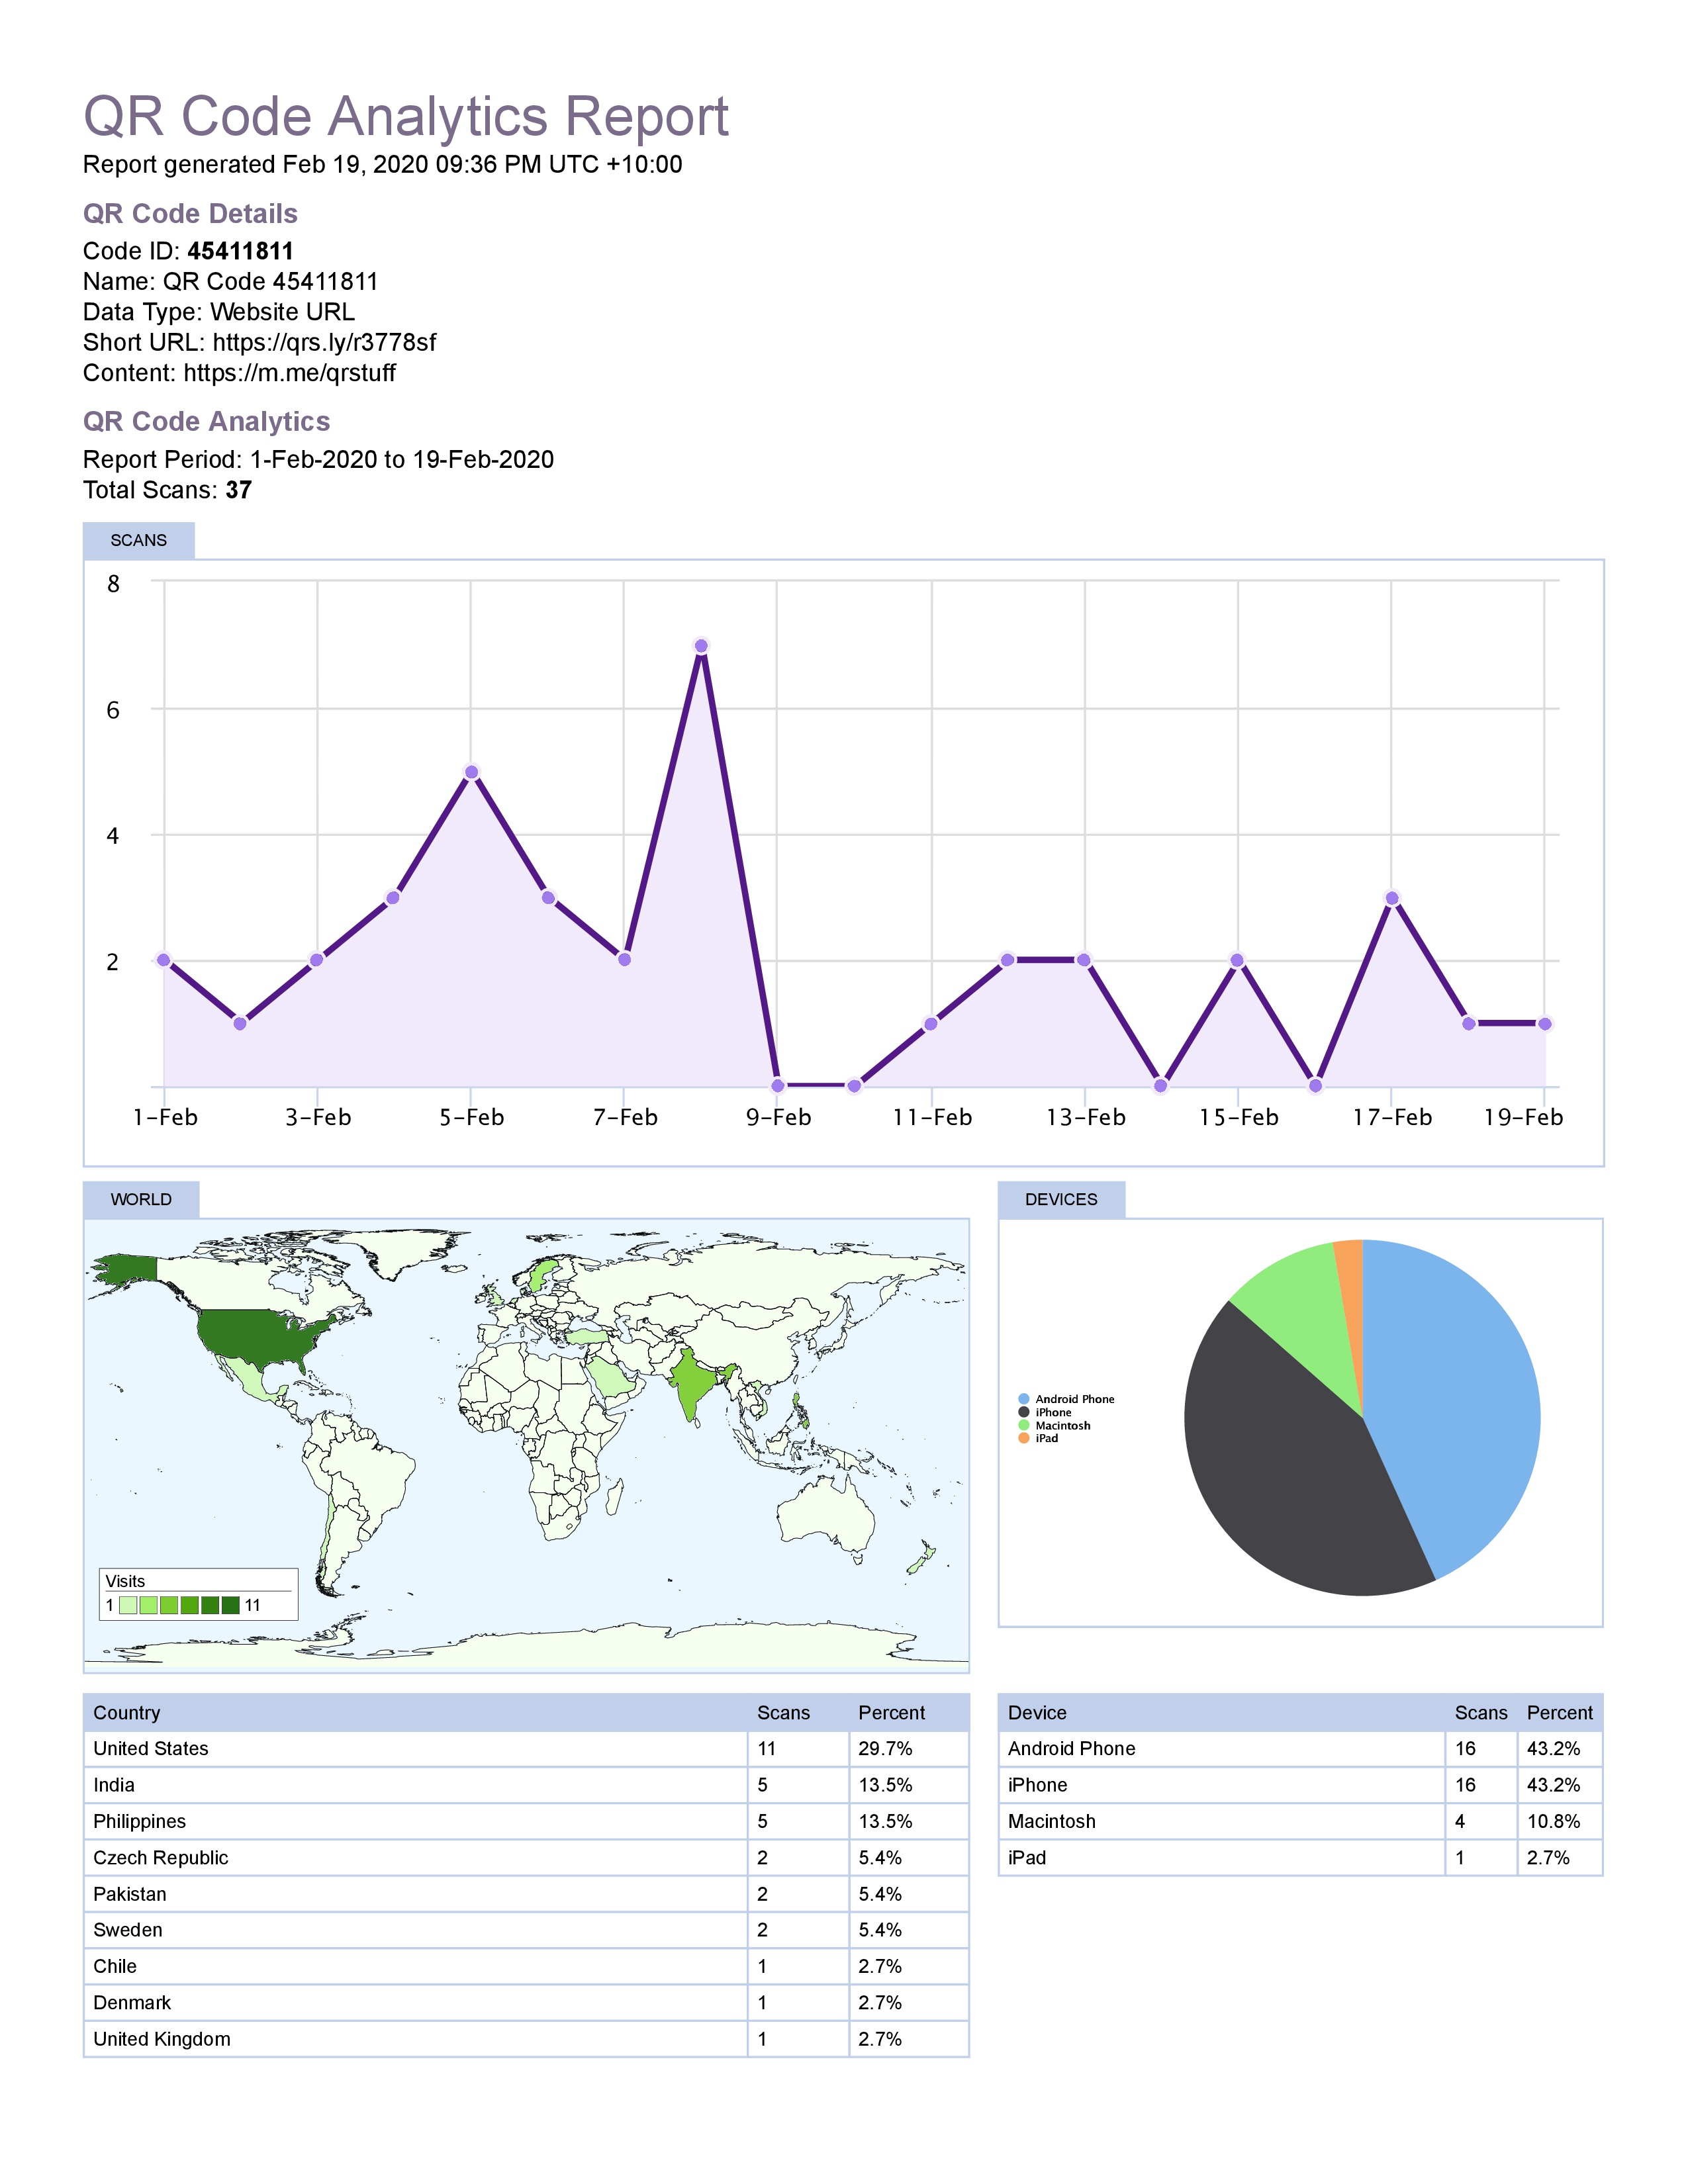 QR Code Analytics Report
Report generated Feb 19, 2020 09:36 PM UTC +10:00
QR Code Details
Code ID: 45411811
Name: QR Code 45411811
Data Type: Website URL
Short URL: https://qrs.ly/r3778sf
Content: https://m.me/qrstuff
QR Code Analytics
Report Period: 1-Feb-2020 to 19-Feb-2020
Total Scans: 37
SCANS
8
6
4
2
1-Feb 3-Feb 5-Feb 7-Feb 9-Feb 11-Feb 13-Feb 15-Feb 17-Feb 19-Feb
WORLD
Visits
1 11
DEVICES
Android Phone
iPhone
Macintosh
iPad
Country Scans Percent
United States 11 29.7%
India 5 13.5%
Philippines 5 13.5%
Czech Republic 2 5.4%
Pakistan 2 5.4%
Sweden 2 5.4%
Chile 1 2.7%
Denmark 1 2.7%
United Kingdom 1 2.7%
Device Scans Percent
Android Phone 16 43.2%
iPhone 16 43.2%
Macintosh 4 10.8%
iPad 1 2.7%